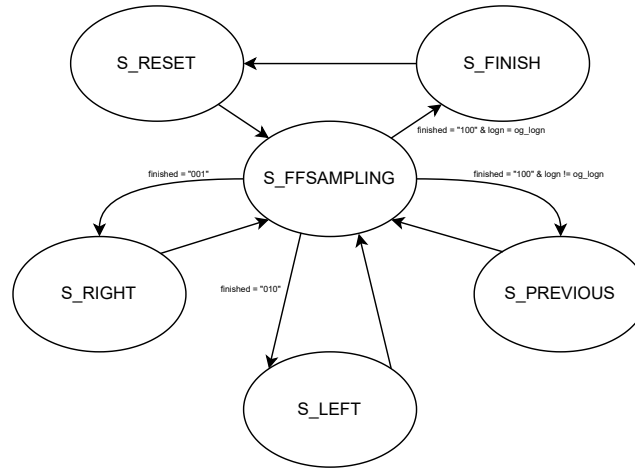 S_RESET
S_FINISH
finished = "100" & logn = og_logn
finished = "001"
S_FFSAMPLING
finished = "100" & logn != og_logn
S_RIGHT
finished = "010"
S_PREVIOUS
S_LEFT